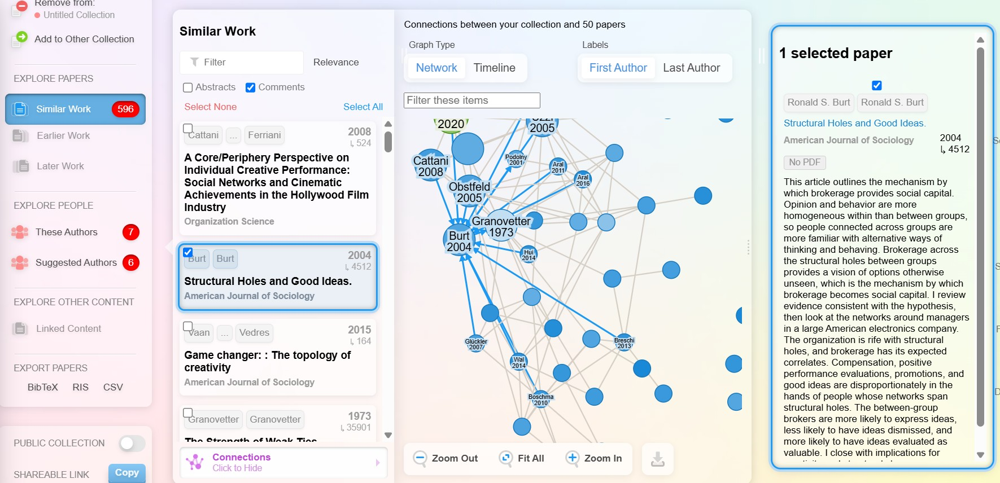 Remove from:
Untitled Collection
Add to Other Collection
EXPLORE PAPERS
Similar Work 596
Earlier Work
Later Work
EXPLORE PEOPLE
These Authors 7
Suggested Authors 6
EXPLORE OTHER CONTENT
Linked Content
EXPORT PAPERS
BibTeX RIS CSV
PUBLIC COLLECTION
SHAREABLE LINK Copy
Similar Work
Filter Relevance
Abstracts Comments
Select None Select All
Cattani ... Ferriani 2008
524
A Core/Periphery Perspective on
Individual Creative Performance:
Social Networks and Cinematic
Achievements in the Hollywood Film
Industry
Organization Science
Burt Burt 2004
4512
Structural Holes and Good Ideas.
American Journal of Sociology
Vaan ... Vedres 2015
164
Game changer: : The topology of
creativity
American Journal of Sociology
Granovetter Granovetter 1973
35901
The Strength of Weak Ties
Connections
Click to Hide
Connections between your collection and 50 papers
Graph Type Labels
Network Timeline First Author Last Author
Filter these items
2020
Uzzi
2005
Cattani
2008
Podolny
2001
Aral
2011
Aral
2016
Obstfeld
2005
Granovetter
1973
Burt
2004
Hui
2014
Glückler
2007
Breschi
2013
Wal
2014
Boschma
2010
Zoom Out Fit All Zoom In
1 selected paper
Ronald S. Burt Ronald S. Burt
Structural Holes and Good Ideas.
American Journal of Sociology 2004
4512
No PDF
This article outlines the mechanism by
which brokerage provides social capital.
Opinion and behavior are more
homogeneous within than between groups,
so people connected across groups are
more familiar with alternative ways of
thinking and behaving. Brokerage across
the structural holes between groups
provides a vision of options otherwise
unseen, which is the mechanism by which
brokerage becomes social capital. I review
evidence consistent with the hypothesis,
then look at the networks around managers
in a large American electronics company.
The organization is rife with structural
holes, and brokerage has its expected
correlates. Compensation, positive
performance evaluations, promotions, and
good ideas are disproportionately in the
hands of people whose networks span
structural holes. The between-group
brokers are more likely to express ideas,
less likely to have ideas dismissed, and
more likely to have ideas evaluated as
valuable. I close with implications for